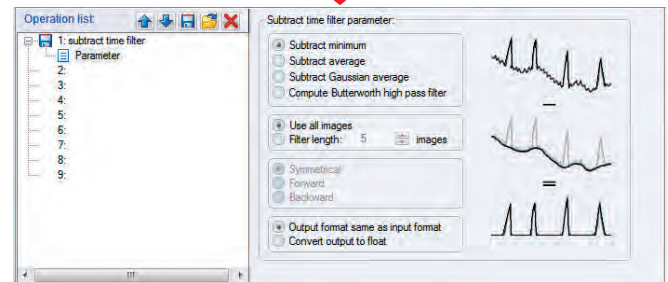 Operation list:
1: subtract time filter
Parameter
2:
3:
4:
5:
6:
7:
8:
9:
Subtract time filter parameter:
Subtract minimum
Subtract average
Subtract Gaussian average
Compute Butterworth high pass filter
Use all images
Filter length: 5 images
Symmetrical
Forward
Backward
Output format same as input format
Convert output to float